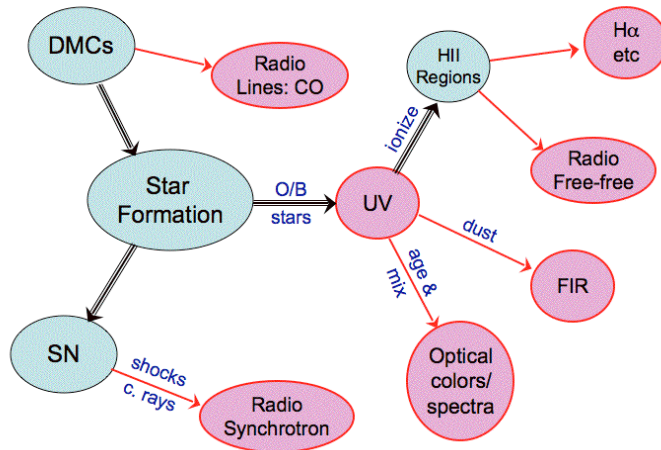 DMCs
Radio
Lines: CO
HII
Regions
Hα
etc
ionize
Star
Formation
O/B
stars
UV
Radio
Free-free
dust
FIR
age &
mix
SN
shocks
c. rays
Radio
Synchrotron
Optical
colors/
spectra